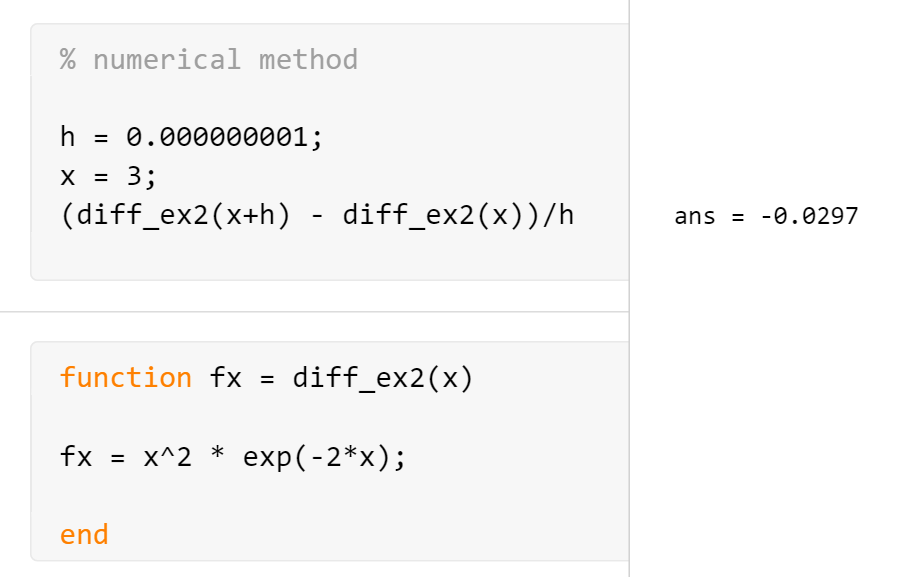 % numerical method
h = 0.000000001;
x = 3;
(diff_ex2(x+h) - diff_ex2(x))/h
ans = -0.0297
function fx = diff_ex2(x)
fx = x^2 * exp(-2*x);
end